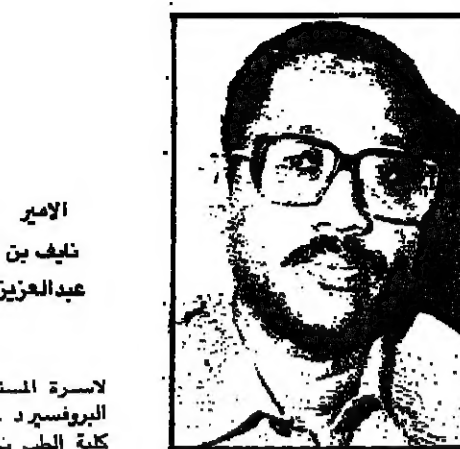 الامير
نايف بن
عبدالعزيز
لاسرة
البروفسير د .
كلية الطب